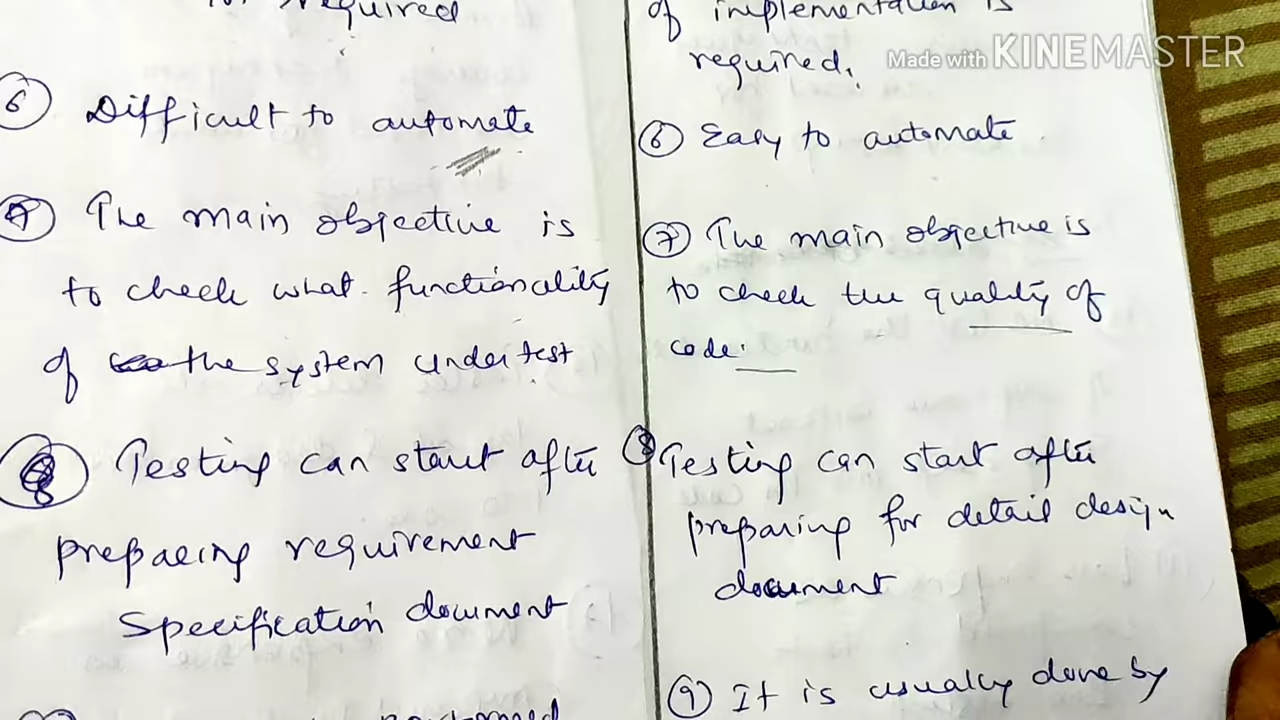 required
⑥ Difficult to automate
⑦ The main objective is
to check what functionality
of the system under test
⑧ Testing can start after
preparing requirement
Specification document
of implementation is
required.
⑥ Easy to automate
⑦ The main objective is
to check the quality of
code.
⑧ Testing can start after
preparing for detail design
document
⑨ It is usually done by
Made with KINEMASTER